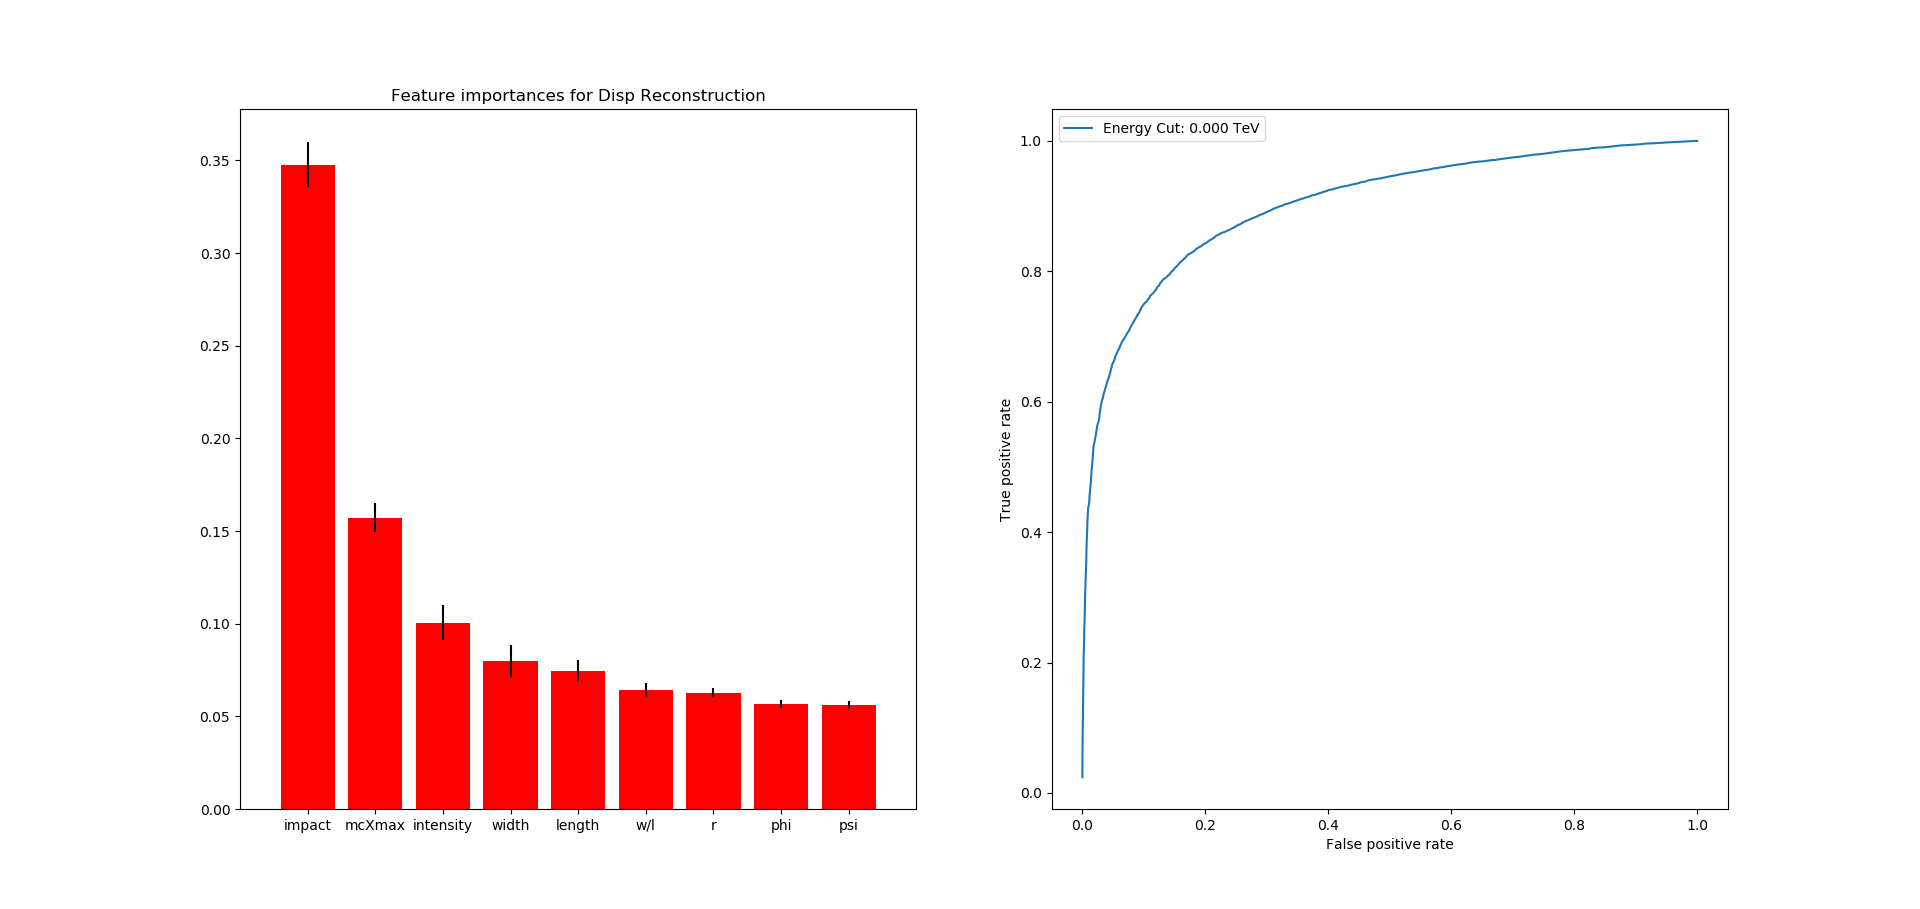 Feature importances for Disp Reconstruction
0.35
0.30
0.25
0.20
0.15
0.10
0.05
0.00
impact mcXmax intensity width length w/l r phi psi
Energy Cut: 0.000 TeV
True positive rate
1.0
0.8
0.6
0.4
0.2
0.0
0.0 0.2 0.4 0.6 0.8 1.0
False positive rate